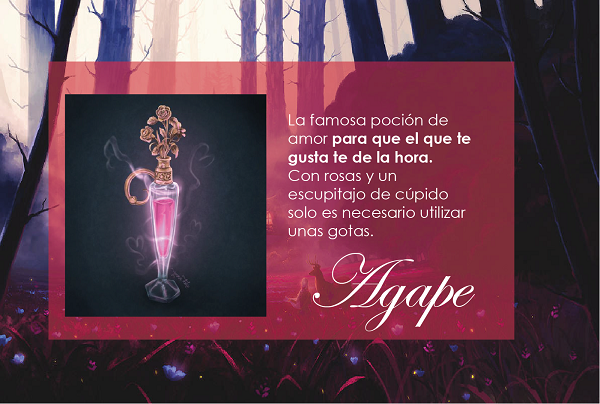 La famosa poción de
amor para que el que te
gusta te de la hora.
Con rosas y un
escupitajo de cúpido
solo es necesario utilizar
unas gotas.
Agape